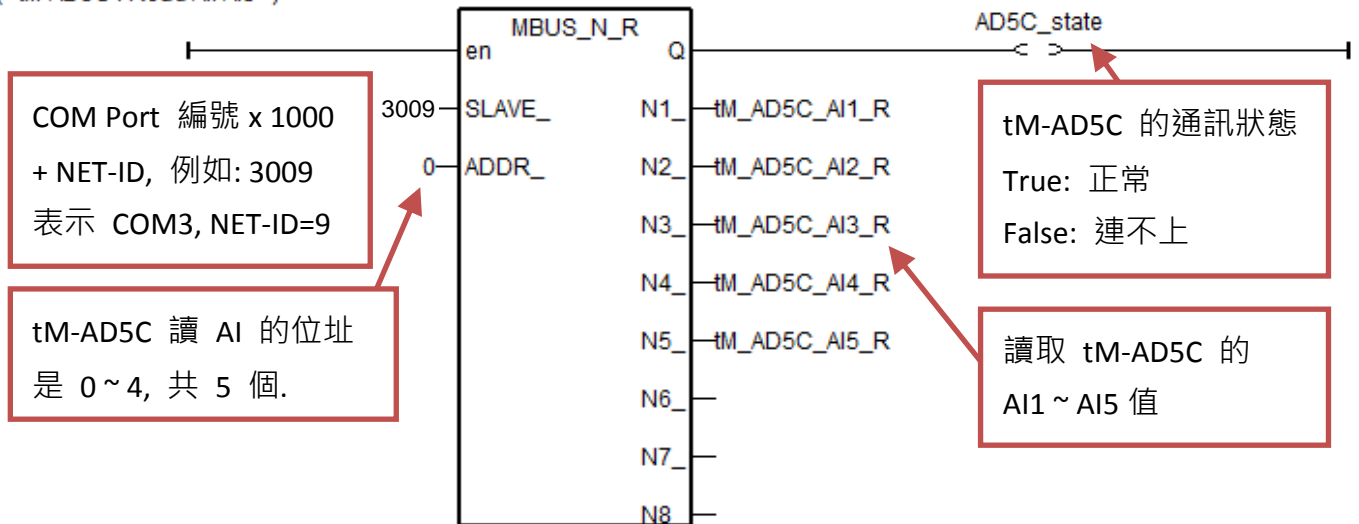 MBUS_N_R
en
Q
AD5C_state
COM Port 編號 x 1000
+ NET-ID, 例如: 3009
表示 COM3, NET-ID=9
3009
SLAVE_
N1_
tM_AD5C_AI1_R
0
ADDR_
N2_
tM_AD5C_AI2_R
N3_
tM_AD5C_AI3_R
N4_
tM_AD5C_AI4_R
N5_
tM_AD5C_AI5_R
N6_
N7_
N8
tM-AD5C 的通訊狀態
True: 正常
False: 連不上
tM-AD5C 讀 AI 的位址
是 0 ~ 4, 共 5 個.
讀取 tM-AD5C 的
AI1 ~ AI5 值